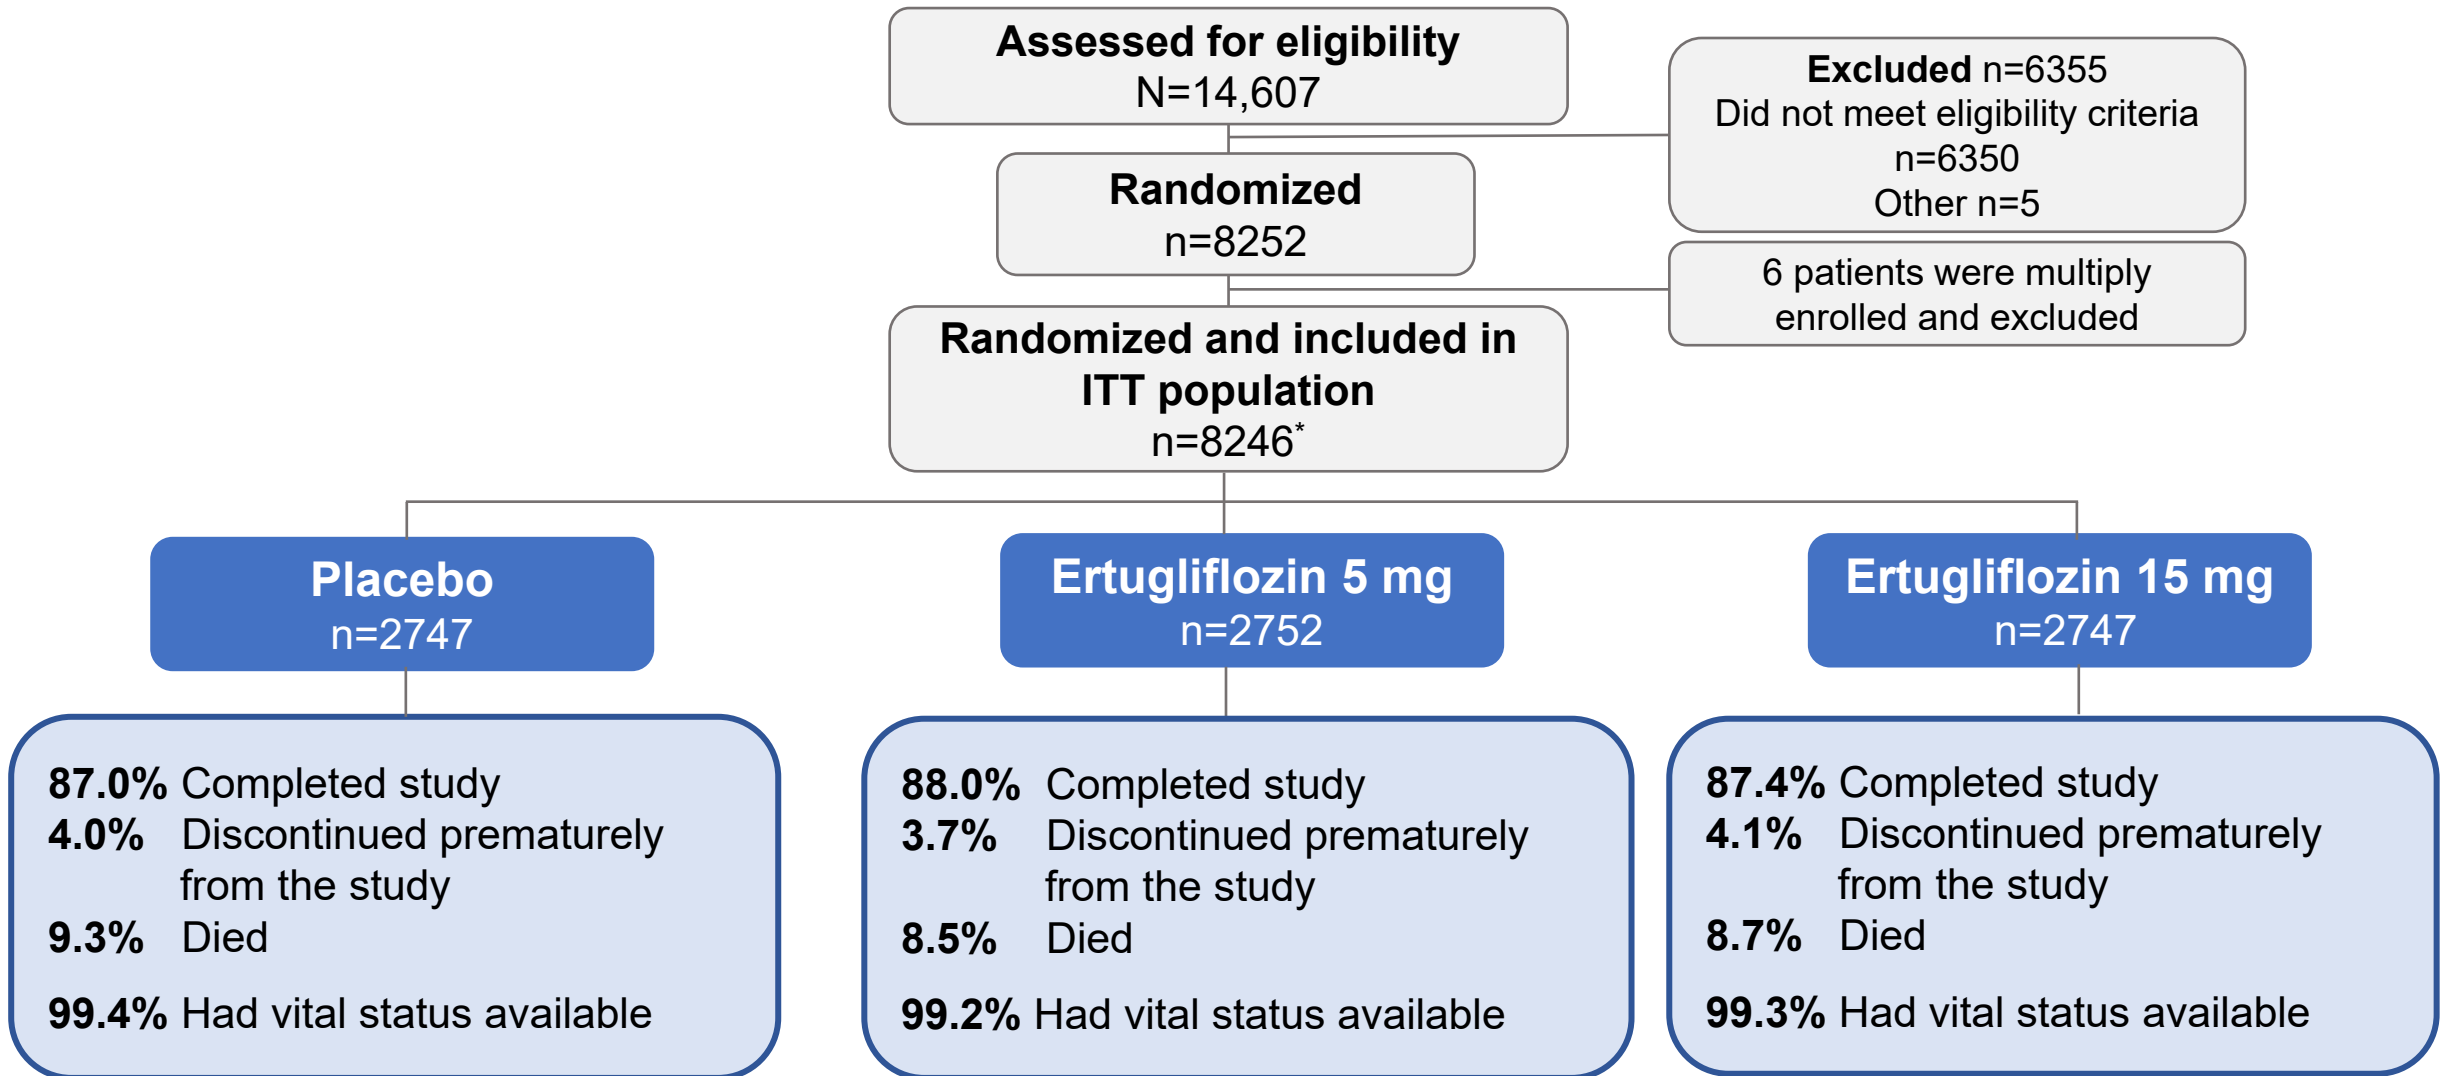 Assessed for eligibility
N=14,607
Excluded n=6355
Did not meet eligibility criteria
n=6350
Other n=5
Randomized
n=8252
6 patients were multiply
enrolled and excluded
Randomized and included in
ITT population
n=8246*
Placebo
n=2747
Ertugliflozin 5 mg
n=2752
Ertugliflozin 15 mg
n=2747
87.0% Completed study
4.0% Discontinued prematurely
from the study
9.3% Died
99.4% Had vital status available
88.0% Completed study
3.7% Discontinued prematurely
from the study
8.5% Died
99.2% Had vital status available
87.4% Completed study
4.1% Discontinued prematurely
from the study
8.7% Died
99.3% Had vital status available